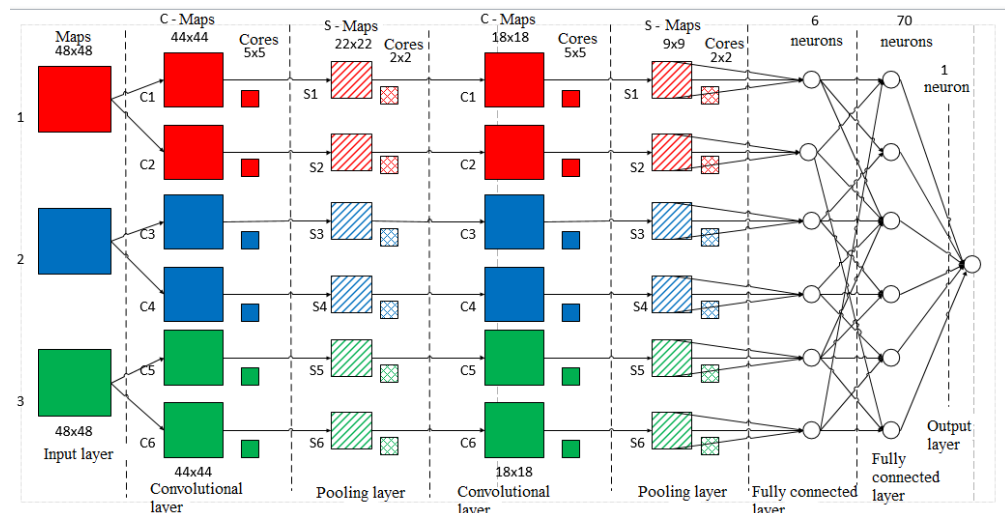 Maps
48x48
C - Maps
44x44
Cores
5x5
S - Maps
22x22
Cores
2x2
C - Maps
18x18
Cores
5x5
S - Maps
9x9
Cores
2x2
6
neurons
70
neurons
1
neuron
1
2
3
C1
C2
C3
C4
C5
C6
S1
S2
S3
S4
S5
S6
C1
C2
C3
C4
C5
C6
S1
S2
S3
S4
S5
S6
48x48
Input layer
44x44
Convolutional
layer
Pooling layer
18x18
Convolutional
layer
Pooling layer
Fully connected
layer
Fully
connected
layer
Output
layer